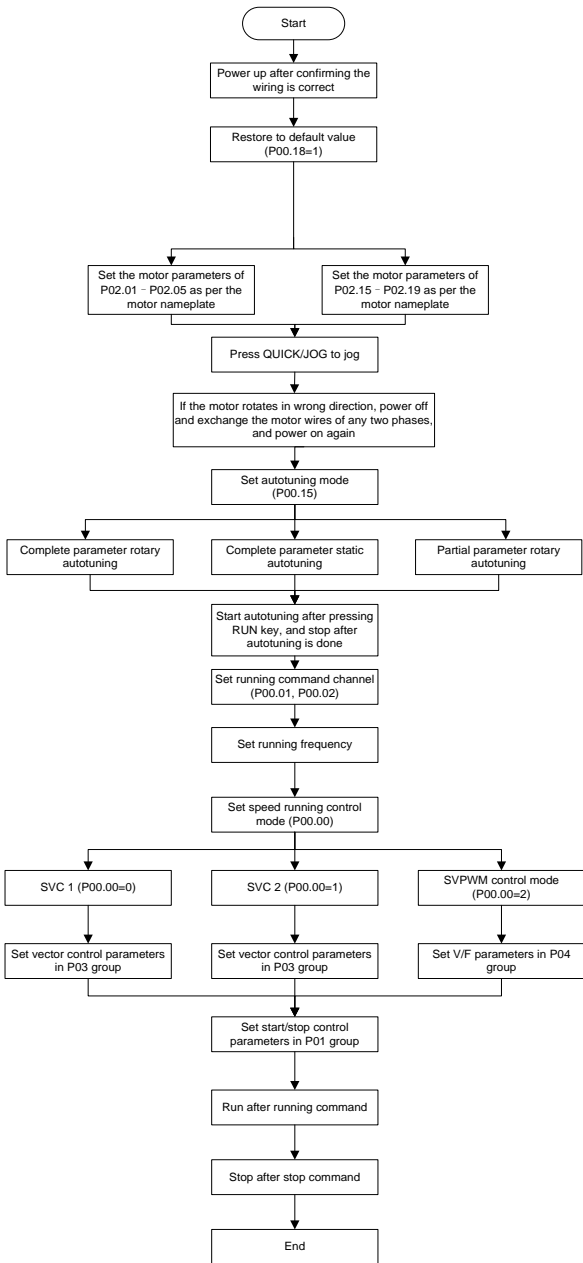 Start
Power up after confirming the
wiring is correct
Restore to default value
(P00.18=1)
Set the motor parameters of
P02.01–P02.05 as per the
motor nameplate
Set the motor parameters of
P02.15–P02.19 as per the
motor nameplate
Press QUICK/JOG to jog
If the motor rotates in wrong direction, power off
and exchange the motor wires of any two phases,
and power on again
Set autotuning mode
(P00.15)
Complete parameter rotary
autotuning
Complete parameter static
autotuning
Partial parameter rotary
autotuning
Start autotuning after pressing
RUN key, and stop after
autotuning is done
Set running command channel
(P00.01, P00.02)
Set running frequency
Set speed running control
mode (P00.00)
SVC 1 (P00.00=0)
SVC 2 (P00.00=1)
SVPWM control mode
(P00.00=2)
Set vector control parameters
in P03 group
Set vector control parameters
in P03 group
Set V/F parameters in P04
group
Set start/stop control
parameters in P01 group
Run after running command
Stop after stop command
End